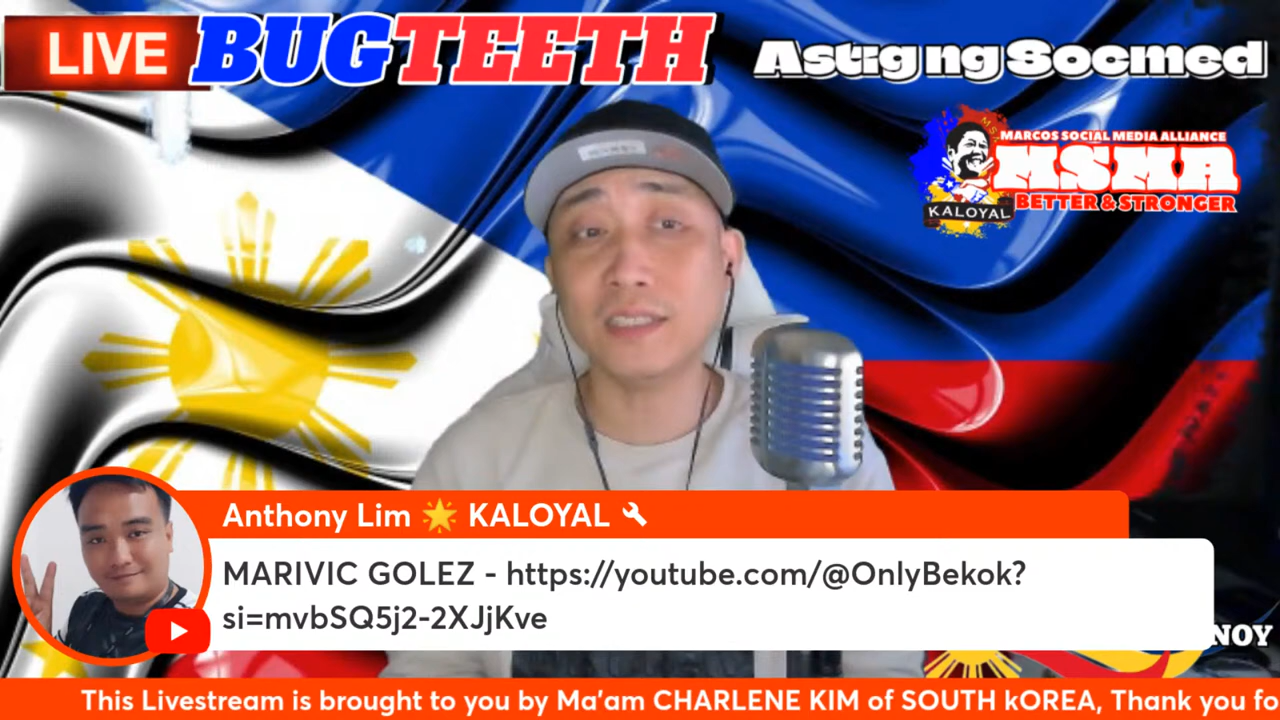 LIVE BUGTEETH
Astig ng Socmed
MARCOS SOCIAL MEDIA ALLIANCE
MSMA
BETTER & STRONGER
KALOYAL
Anthony Lim 🌟 KALOYAL 🔧
MARIVIC GOLEZ - https://youtube.com/@OnlyBekok?
si=mvbSQ5j2-2XJjKve
NOY
This Livestream is brought to you by Ma'am CHARLENE KIM of SOUTH kOREA, Thank you fo